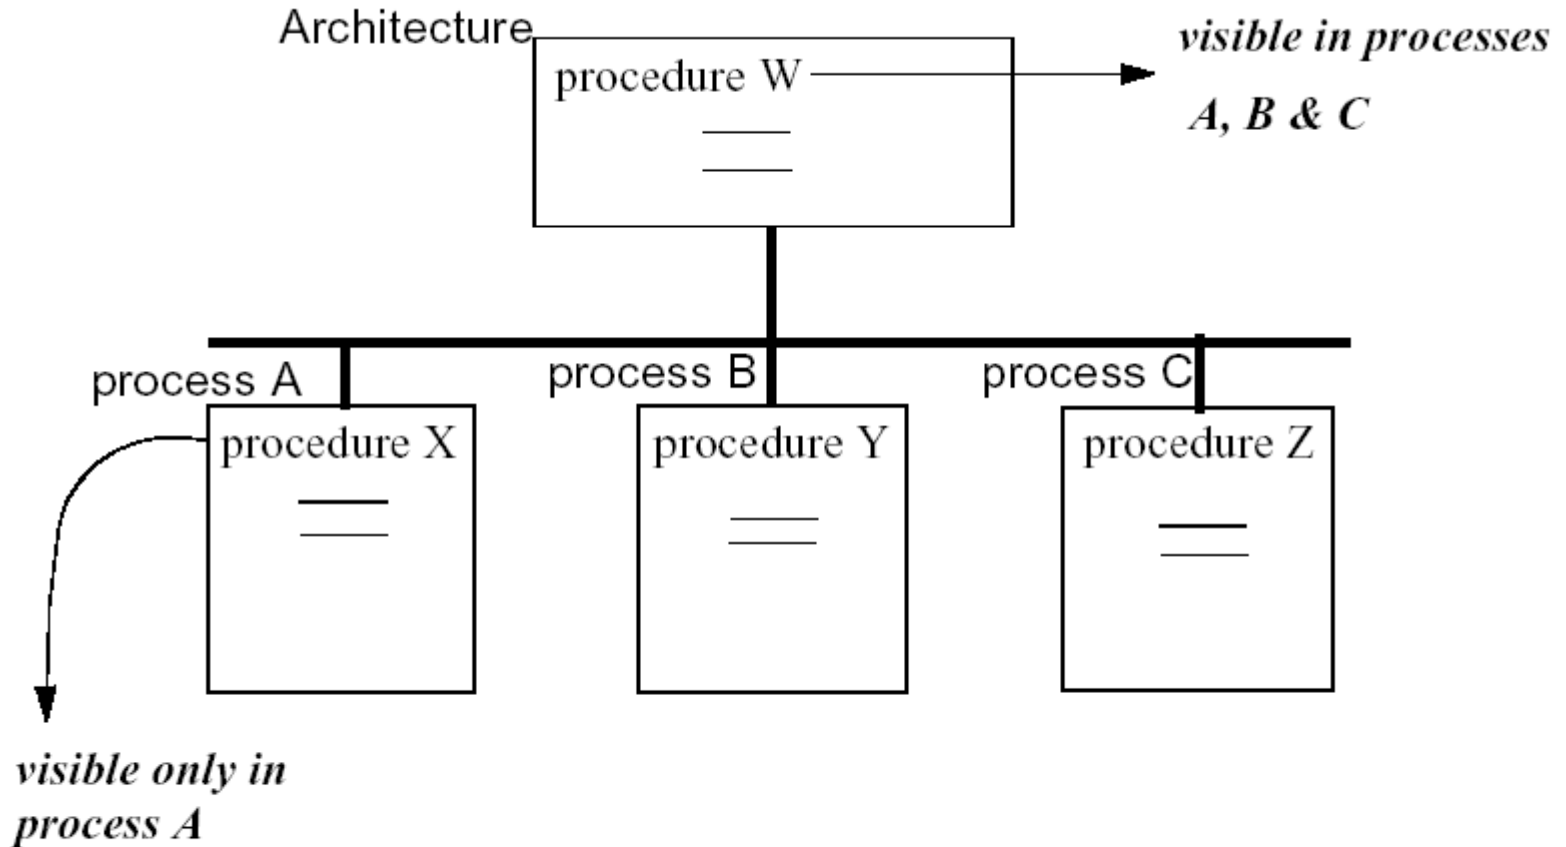 Architecture
procedure W
visible in processes
A, B & C
process A
process B
process C
procedure X
procedure Y
procedure Z
visible only in
process A